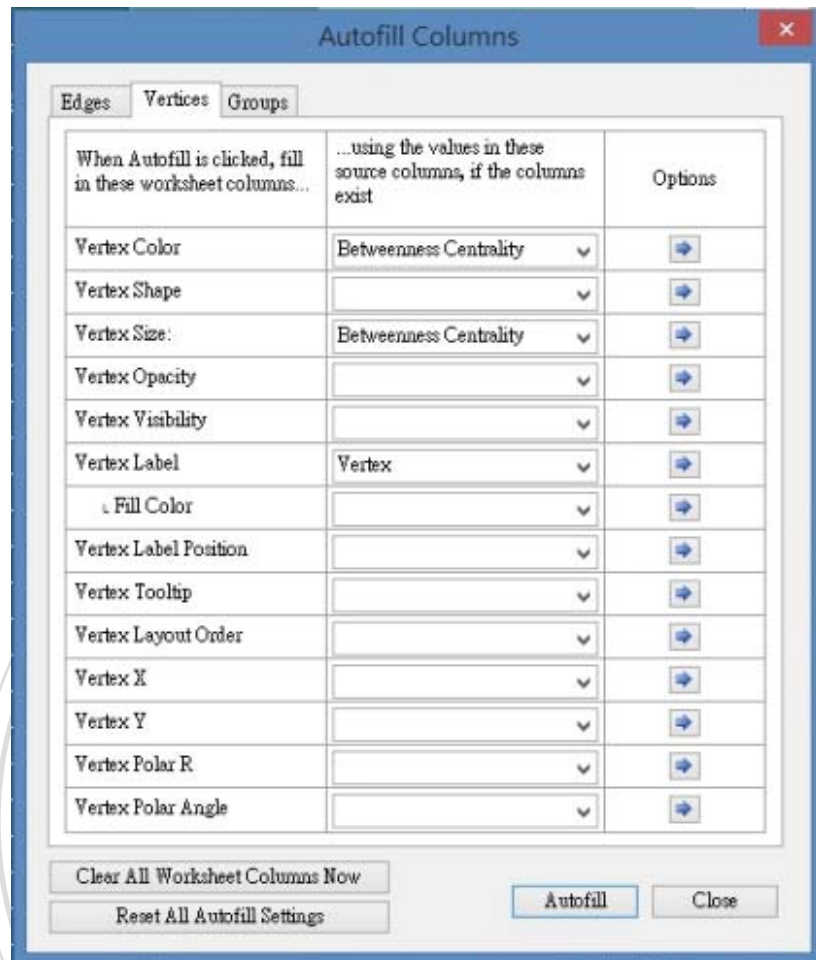 Autofill Columns
Edges Vertices Groups
When Autofill is clicked, fill
in these worksheet columns...
...using the values in these
source columns, if the columns
exist
Options
Vertex Color Betweenness Centrality
Vertex Shape
Vertex Size: Betweenness Centrality
Vertex Opacity
Vertex Visibility
Vertex Label Vertex
Fill Color
Vertex Label Position
Vertex Tooltip
Vertex Layout Order
Vertex X
Vertex Y
Vertex Polar R
Vertex Polar Angle
Clear All Worksheet Columns Now
Reset All Autofill Settings
Autofill Close